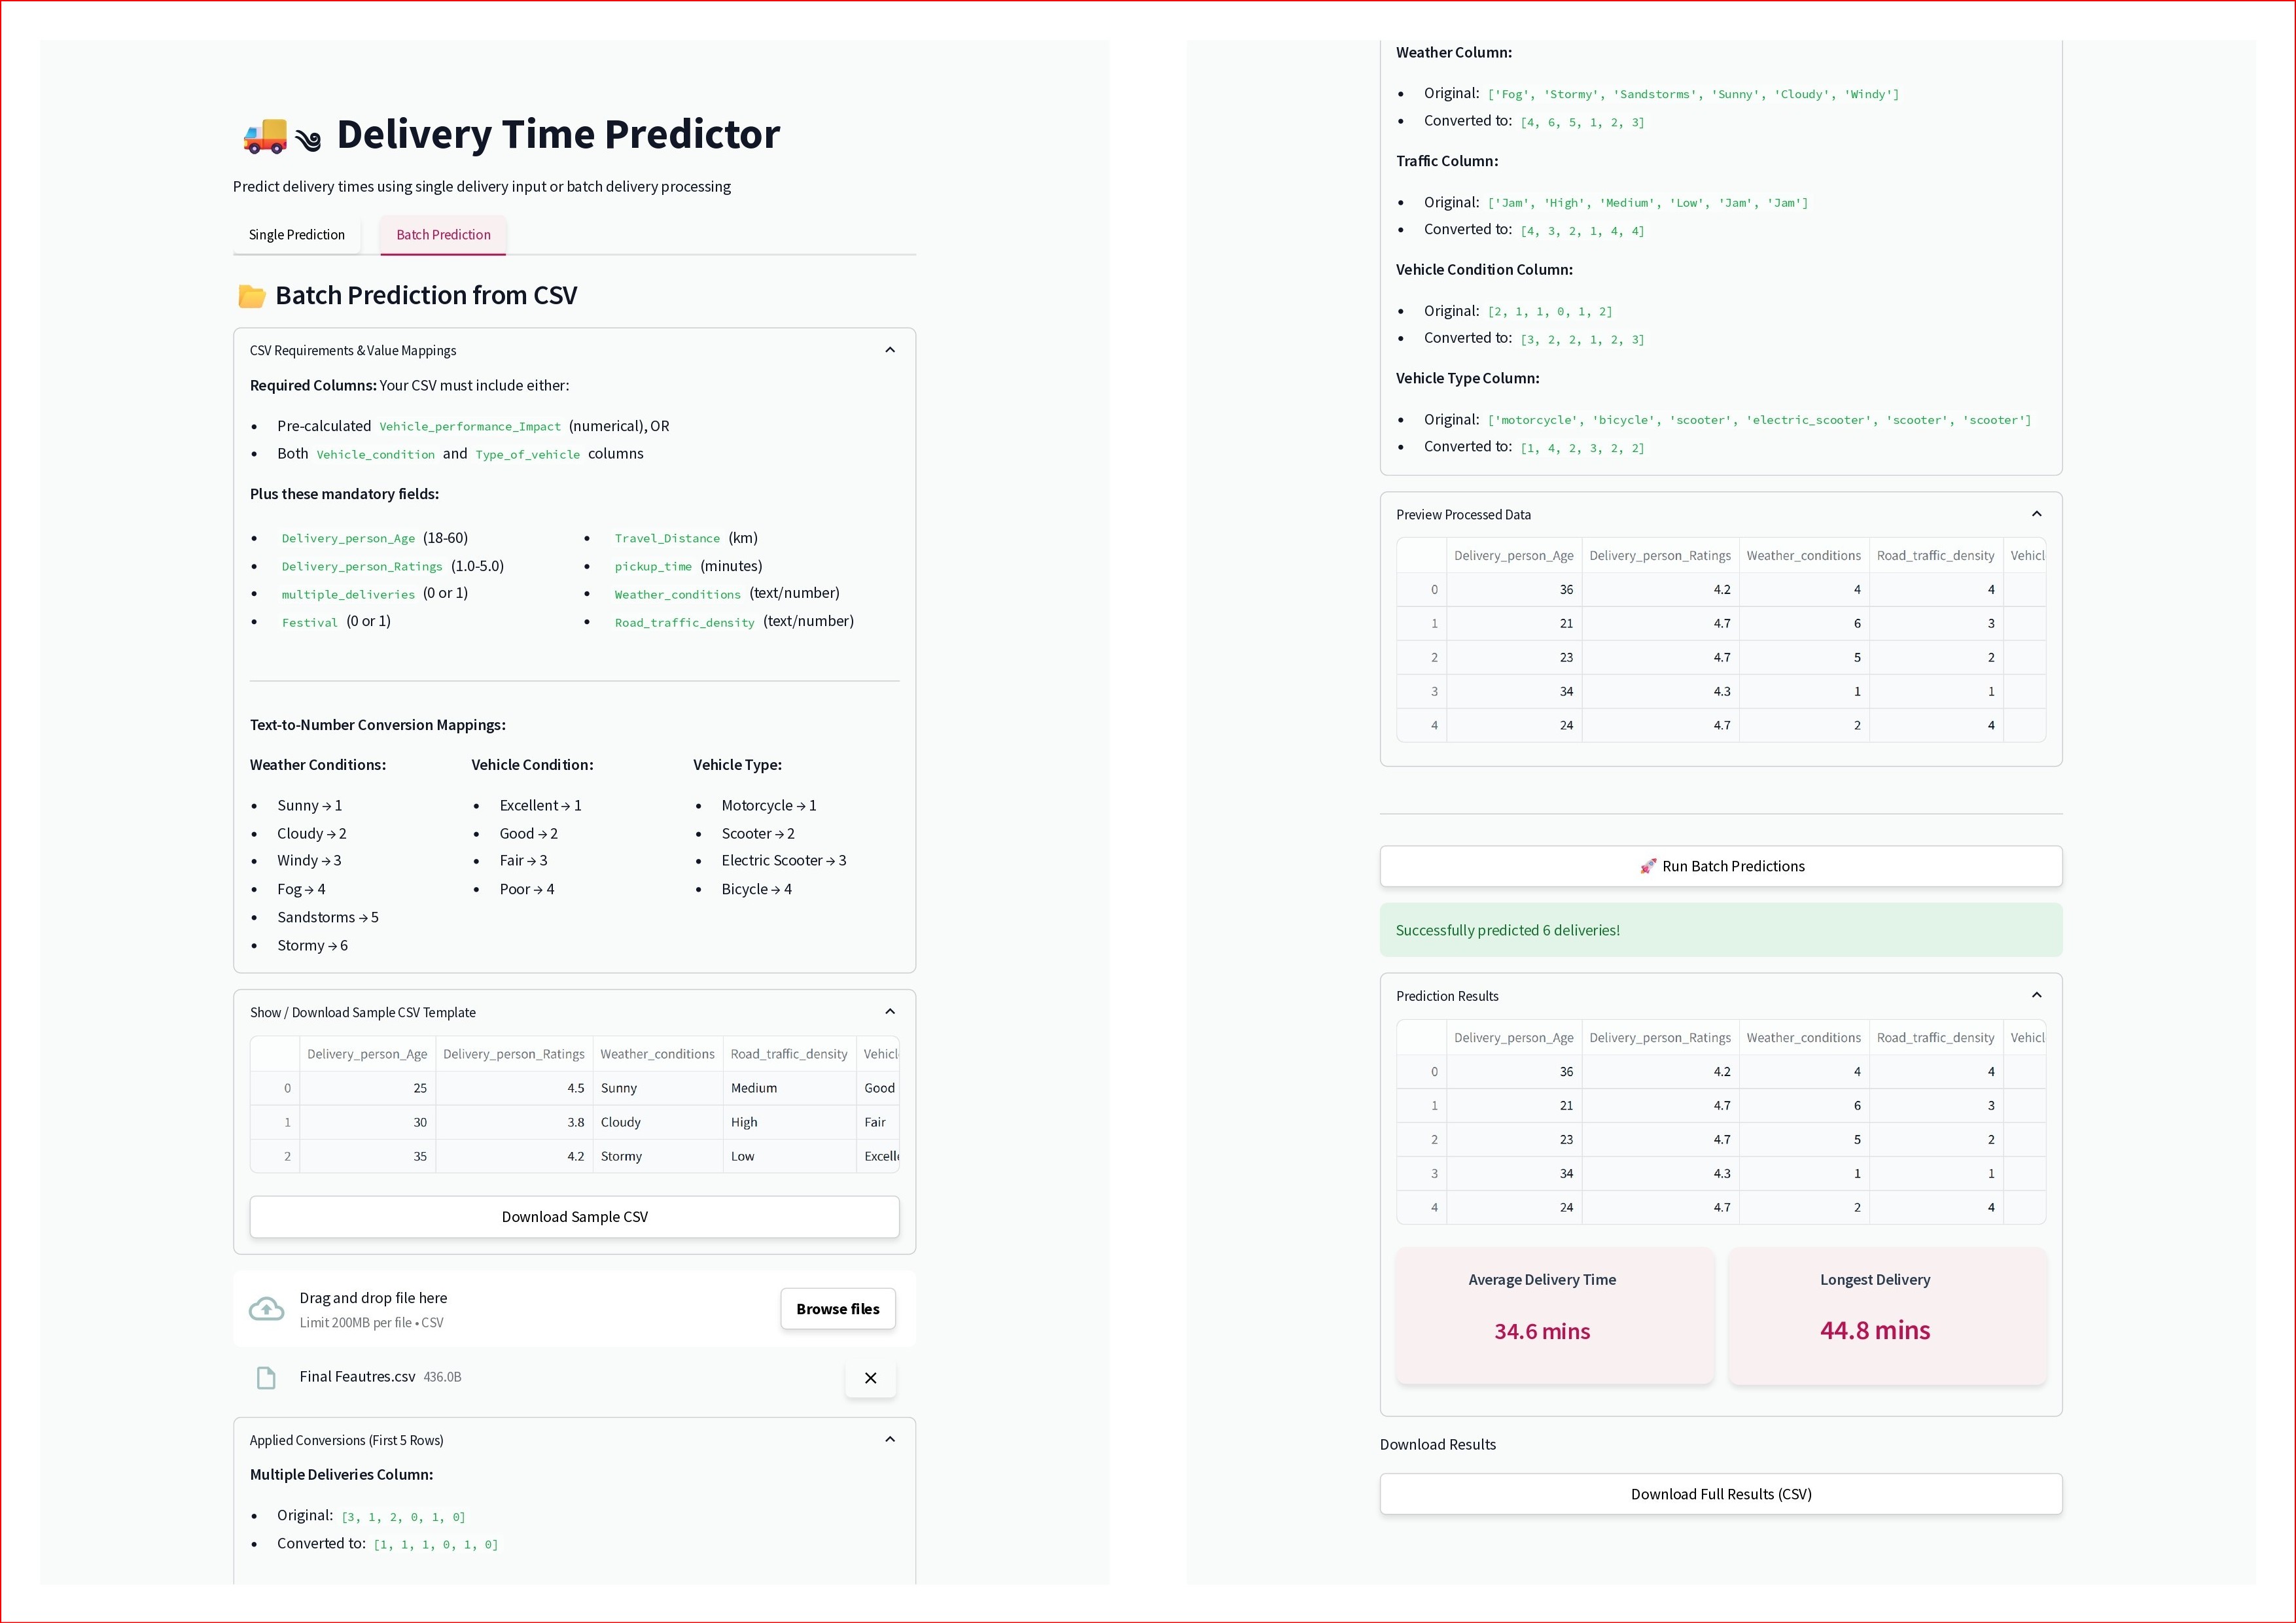 Delivery Time Predictor
Predict delivery times using single delivery input or batch delivery processing
Single Prediction Batch Prediction
Batch Prediction from CSV
CSV Requirements & Value Mappings
Required Columns: Your CSV must include either:
• Pre-calculated Vehicle_performance_Impact (numerical), OR
• Both Vehicle_condition and Type_of_vehicle columns
Plus these mandatory fields:
• Delivery_person_Age (18-60)
• Delivery_person_Ratings (1.0-5.0)
• multiple_deliveries (0 or 1)
• Festival (0 or 1)
• Travel_Distance (km)
• pickup_time (minutes)
• Weather_conditions (text/number)
• Road_traffic_density (text/number)
Text-to-Number Conversion Mappings:
Weather Conditions:
• Sunny → 1
• Cloudy → 2
• Windy → 3
• Fog → 4
• Sandstorms → 5
• Stormy → 6
Vehicle Condition:
• Excellent → 1
• Good → 2
• Fair → 3
• Poor → 4
Vehicle Type:
• Motorcycle → 1
• Scooter → 2
• Electric Scooter → 3
• Bicycle → 4
Show / Download Sample CSV Template
Delivery_person_Age Delivery_person_Ratings Weather_conditions Road_traffic_density Vehicl
0 25 4.5 Sunny Medium Good
1 30 3.8 Cloudy High Fair
2 35 4.2 Stormy Low Excelle
Download Sample CSV
Drag and drop file here
Limit 200MB per file • CSV
Browse files
Final Feautres.csv 436.0B
Applied Conversions (First 5 Rows)
Multiple Deliveries Column:
• Original: [3, 1, 2, 0, 1, 0]
• Converted to: [1, 1, 1, 0, 1, 0]
Weather Column:
• Original: ['Fog', 'Stormy', 'Sandstorms', 'Sunny', 'Cloudy', 'Windy']
• Converted to: [4, 6, 5, 1, 2, 3]
Traffic Column:
• Original: ['Jam', 'High', 'Medium', 'Low', 'Jam', 'Jam']
• Converted to: [4, 3, 2, 1, 4, 4]
Vehicle Condition Column:
• Original: [2, 1, 1, 0, 1, 2]
• Converted to: [3, 2, 2, 1, 2, 3]
Vehicle Type Column:
• Original: ['motorcycle', 'bicycle', 'scooter', 'electric_scooter', 'scooter', 'scooter']
• Converted to: [1, 4, 2, 3, 2, 2]
Preview Processed Data
Delivery_person_Age Delivery_person_Ratings Weather_conditions Road_traffic_density Vehicl
0 36 4.2 4 4
1 21 4.7 6 3
2 23 4.7 5 2
3 34 4.3 1 1
4 24 4.7 2 4
Run Batch Predictions
Successfully predicted 6 deliveries!
Prediction Results
Delivery_person_Age Delivery_person_Ratings Weather_conditions Road_traffic_density Vehicl
0 36 4.2 4 4
1 21 4.7 6 3
2 23 4.7 5 2
3 34 4.3 1 1
4 24 4.7 2 4
Average Delivery Time
34.6 mins
Longest Delivery
44.8 mins
Download Results
Download Full Results (CSV)